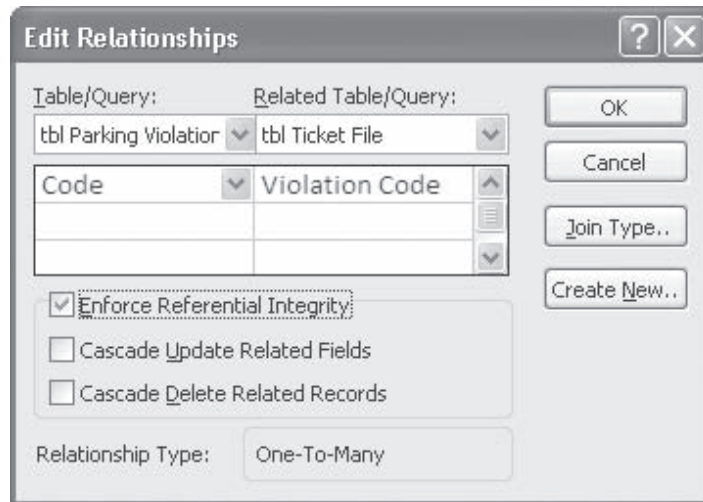 Edit Relationships
Table/Query: Related Table/Query:
tbl Parking Violation tbl Ticket File
Code Violation Code
OK
Cancel
Join Type..
Create New..
Enforce Referential Integrity
Cascade Update Related Fields
Cascade Delete Related Records
Relationship Type: One-To-Many